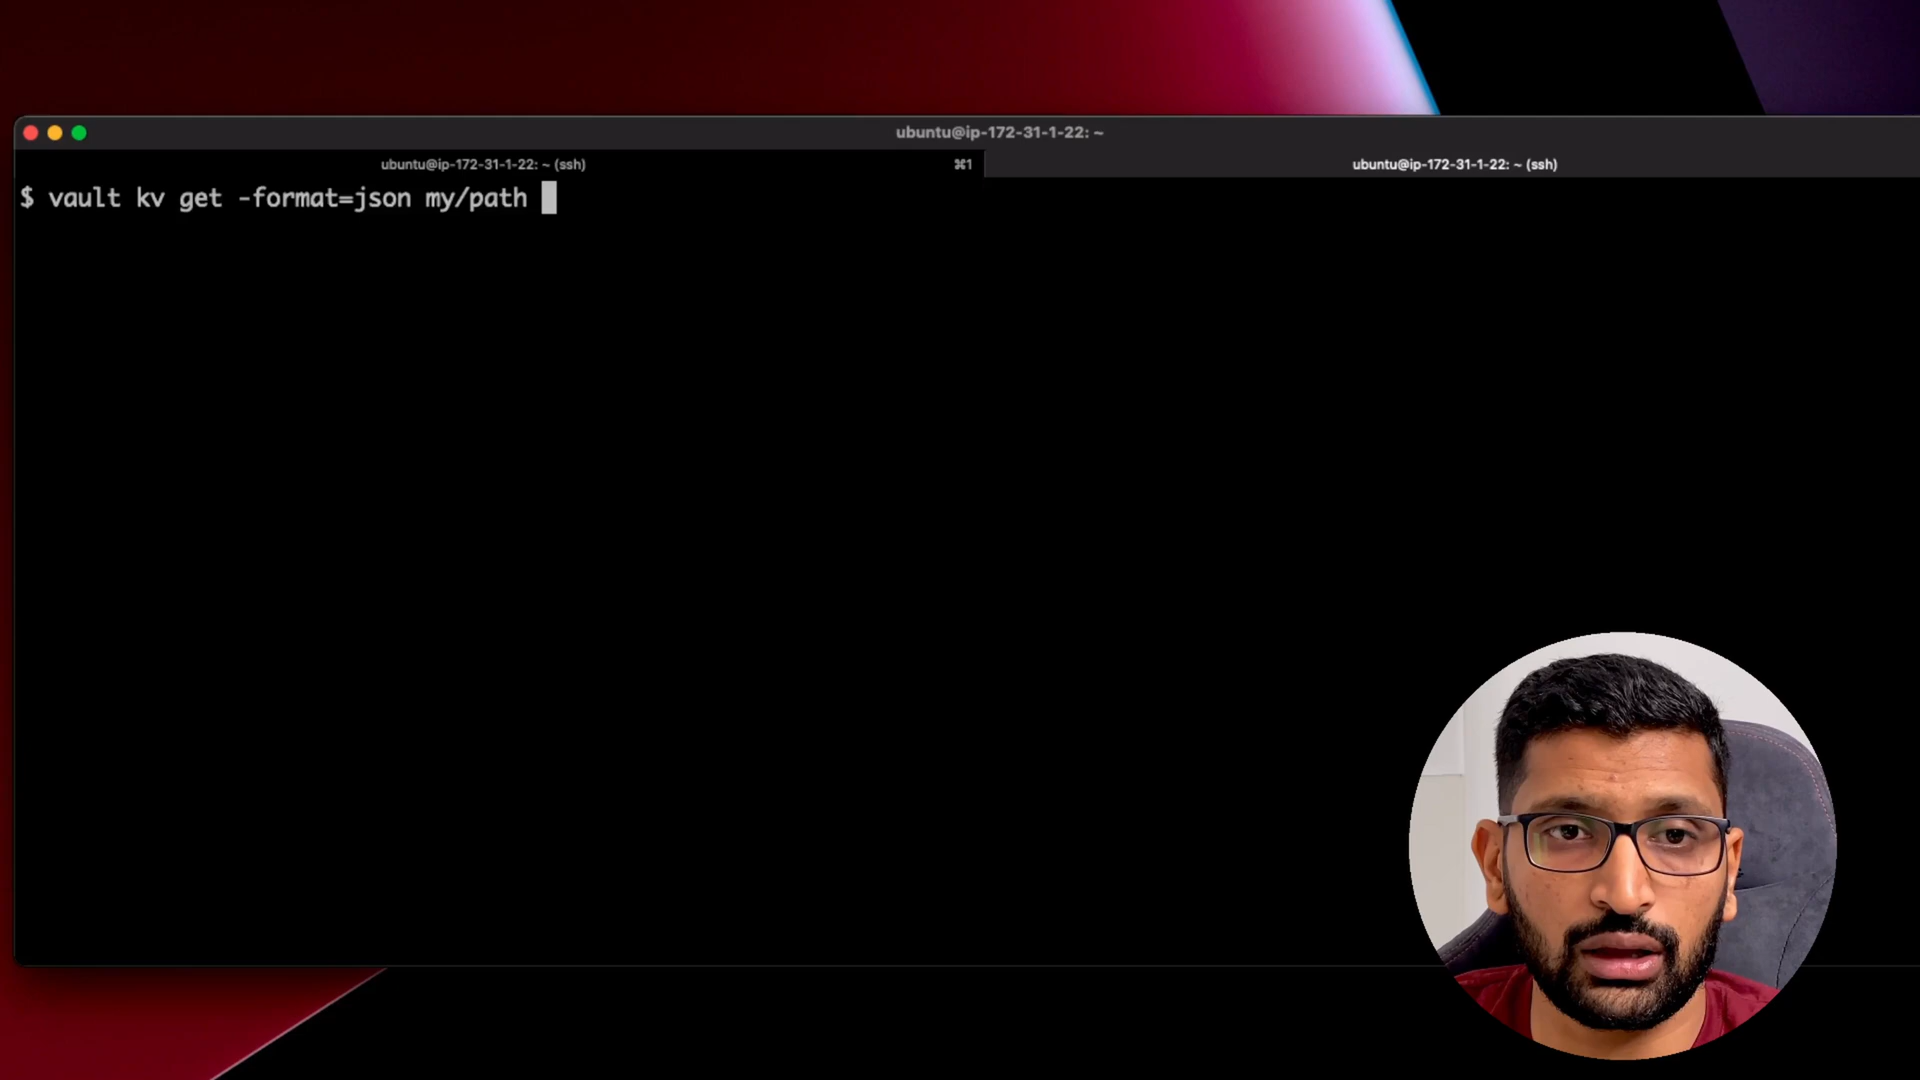 ubuntu@ip-172-31-1-22: ~
ubuntu@ip-172-31-1-22: ~ (ssh) ⌘1 ubuntu@ip-172-31-1-22: ~ (ssh)
$ vault kv get -format=json my/path